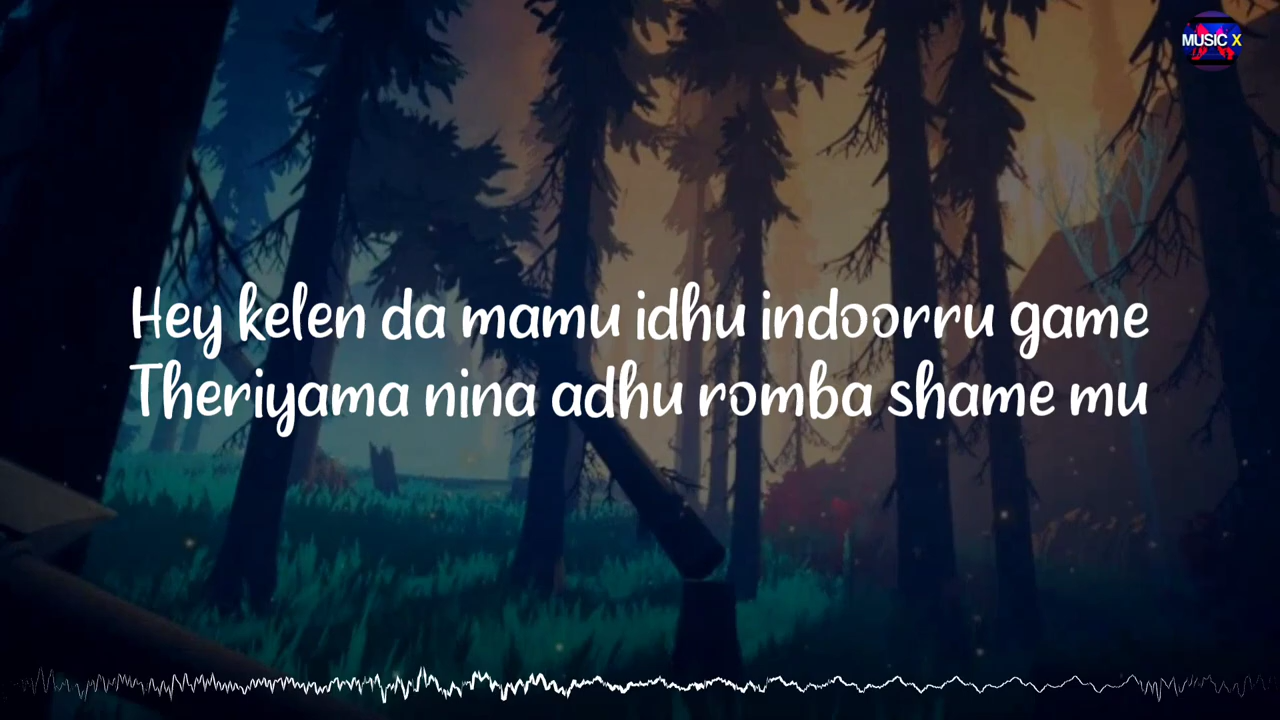 MUSIC X
Hey kelen da mamu idhu indoorru game
Theriyama nina adhu romba shame mu